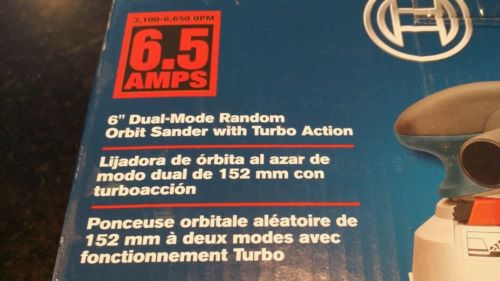 3,100-6,650 OPM
6.5
AMPS
6" Dual-Mode Random
Orbit Sander with Turbo Action
Lijadora de órbita al azar de
modo dual de 152 mm con
turboacción
Ponceuse orbitale aléatoire de
152 mm à deux modes avec
fonctionnement Turbo